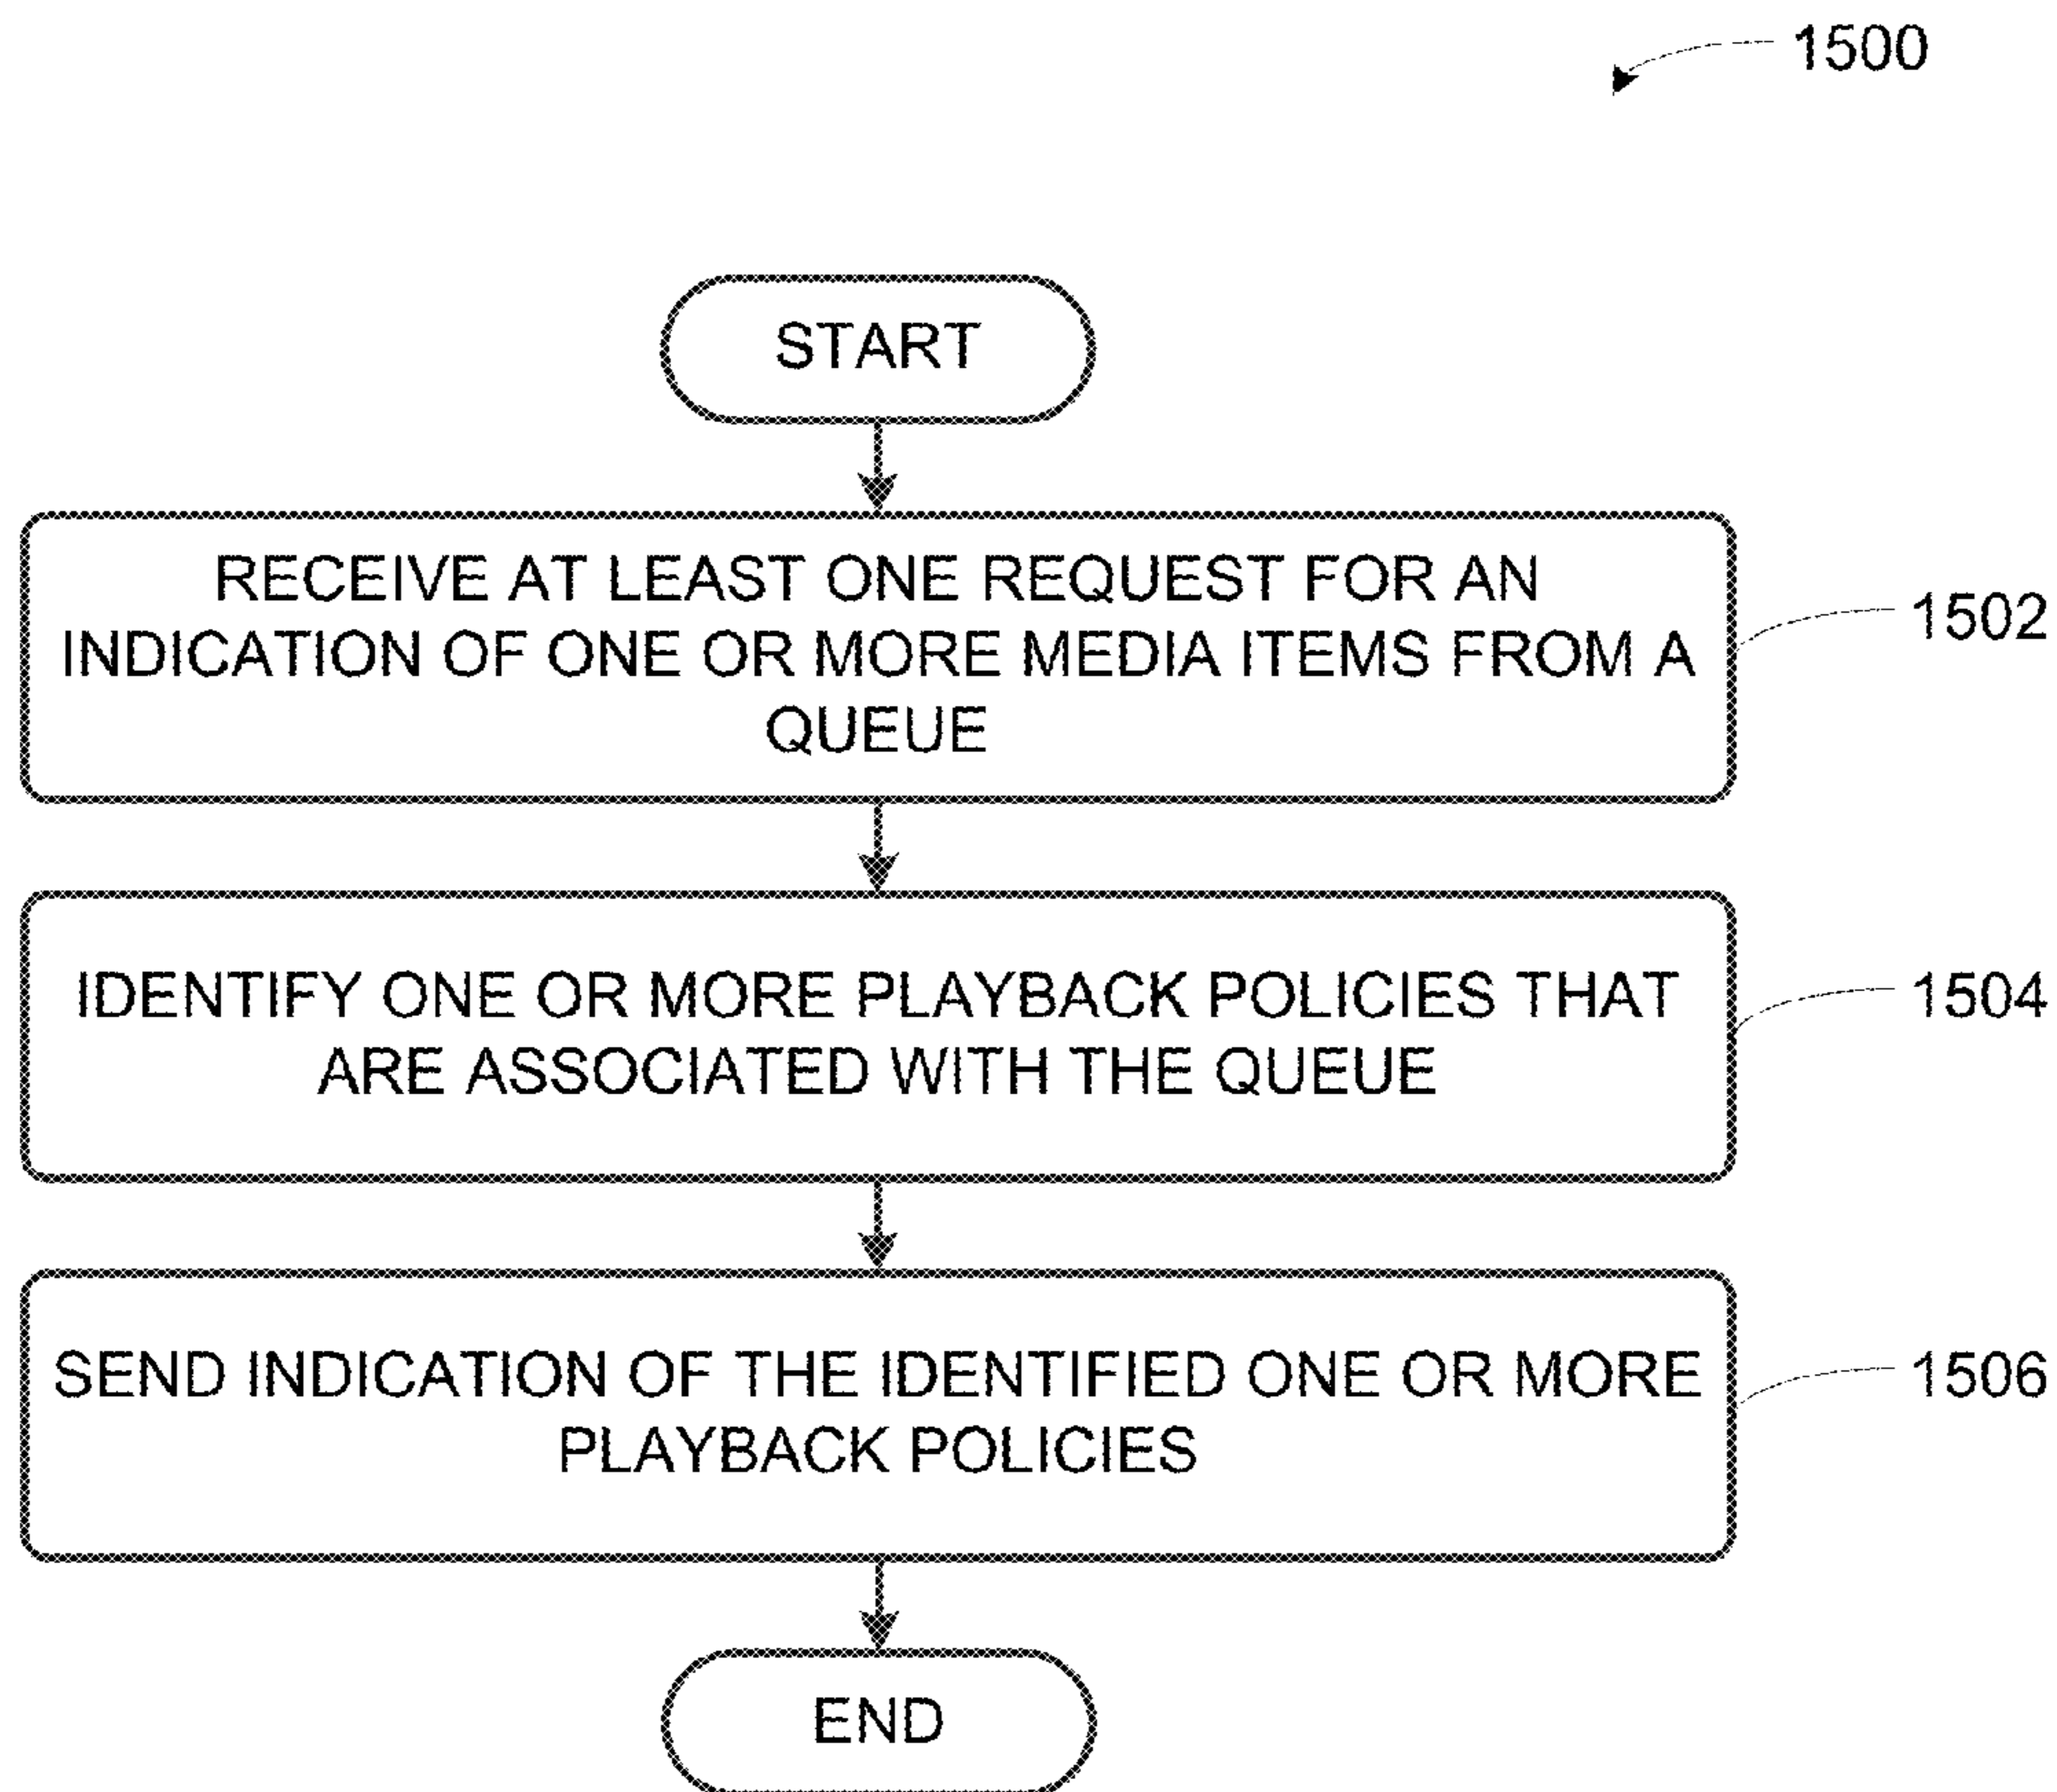 1500
START
RECEIVE AT LEAST ONE REQUEST FOR AN
INDICATION OF ONE OR MORE MEDIA ITEMS FROM A
QUEUE
1502
IDENTIFY ONE OR MORE PLAYBACK POLICIES THAT
ARE ASSOCIATED WITH THE QUEUE
1504
SEND INDICATION OF THE IDENTIFIED ONE OR MORE
PLAYBACK POLICIES
1506
END